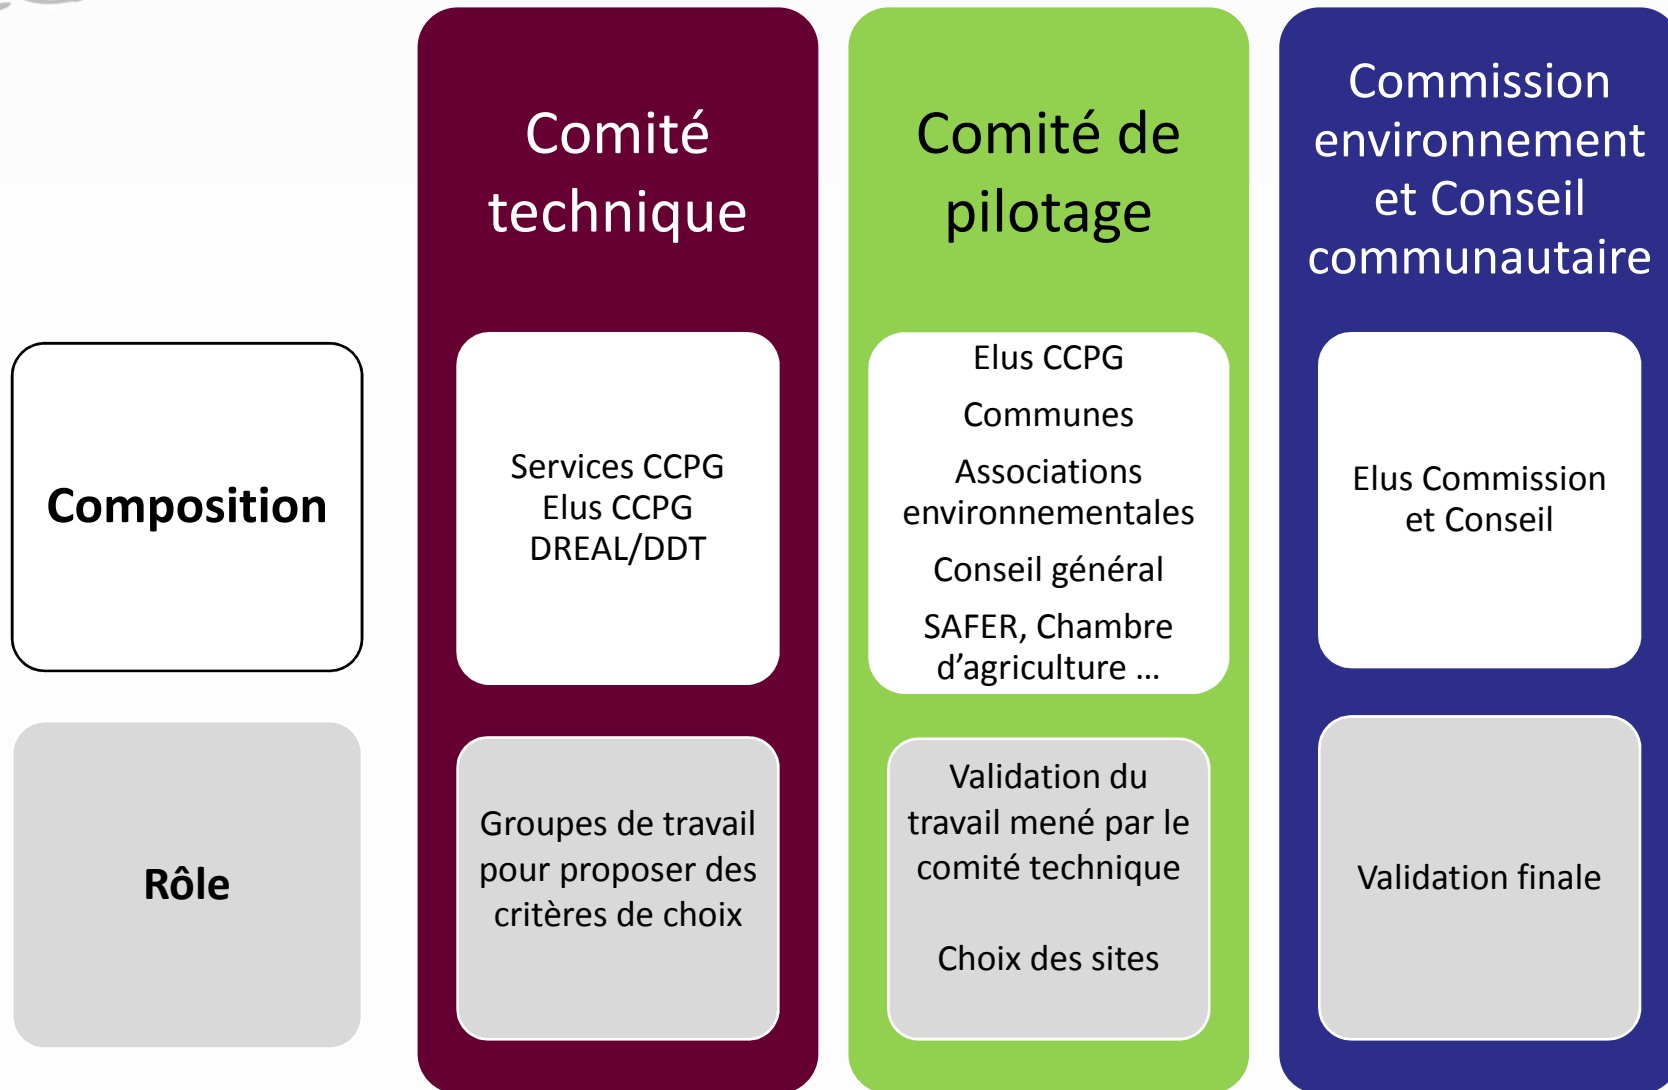 Comité
technique
Comité de
pilotage
Commission
environnement
et Conseil
communautaire
Composition
Services CCPG
Elus CCPG
DREAL/DDT
Elus CCPG
Communes
Associations
environnementales
Conseil général
SAFER, Chambre
d’agriculture ...
Elus Commission
et Conseil
Rôle
Groupes de travail
pour proposer des
critères de choix
Validation du
travail mené par le
comité technique
Choix des sites
Validation finale